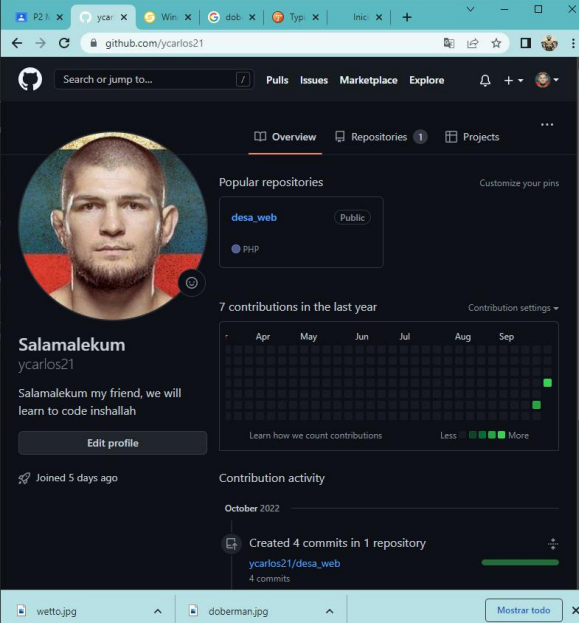 P2 M
ycar
Win
dob
Typ
Inici
github.com/ycarlos21
Search or jump to...
/
Pulls Issues Marketplace Explore
Overview
Repositories 1
Projects
Popular repositories
Customize your pins
desa_web
Public
PHP
7 contributions in the last year
Contribution settings
Apr May Jun Jul Aug Sep
Learn how we count contributions
Less More
Salamalekum
ycarlos21
Salamalekum my friend, we will
learn to code inshallah
Edit profile
Joined 5 days ago
Contribution activity
October 2022
Created 4 commits in 1 repository
ycarlos21/desa_web
4 commits
wetto.jpg
doberman.jpg
Mostrar todo